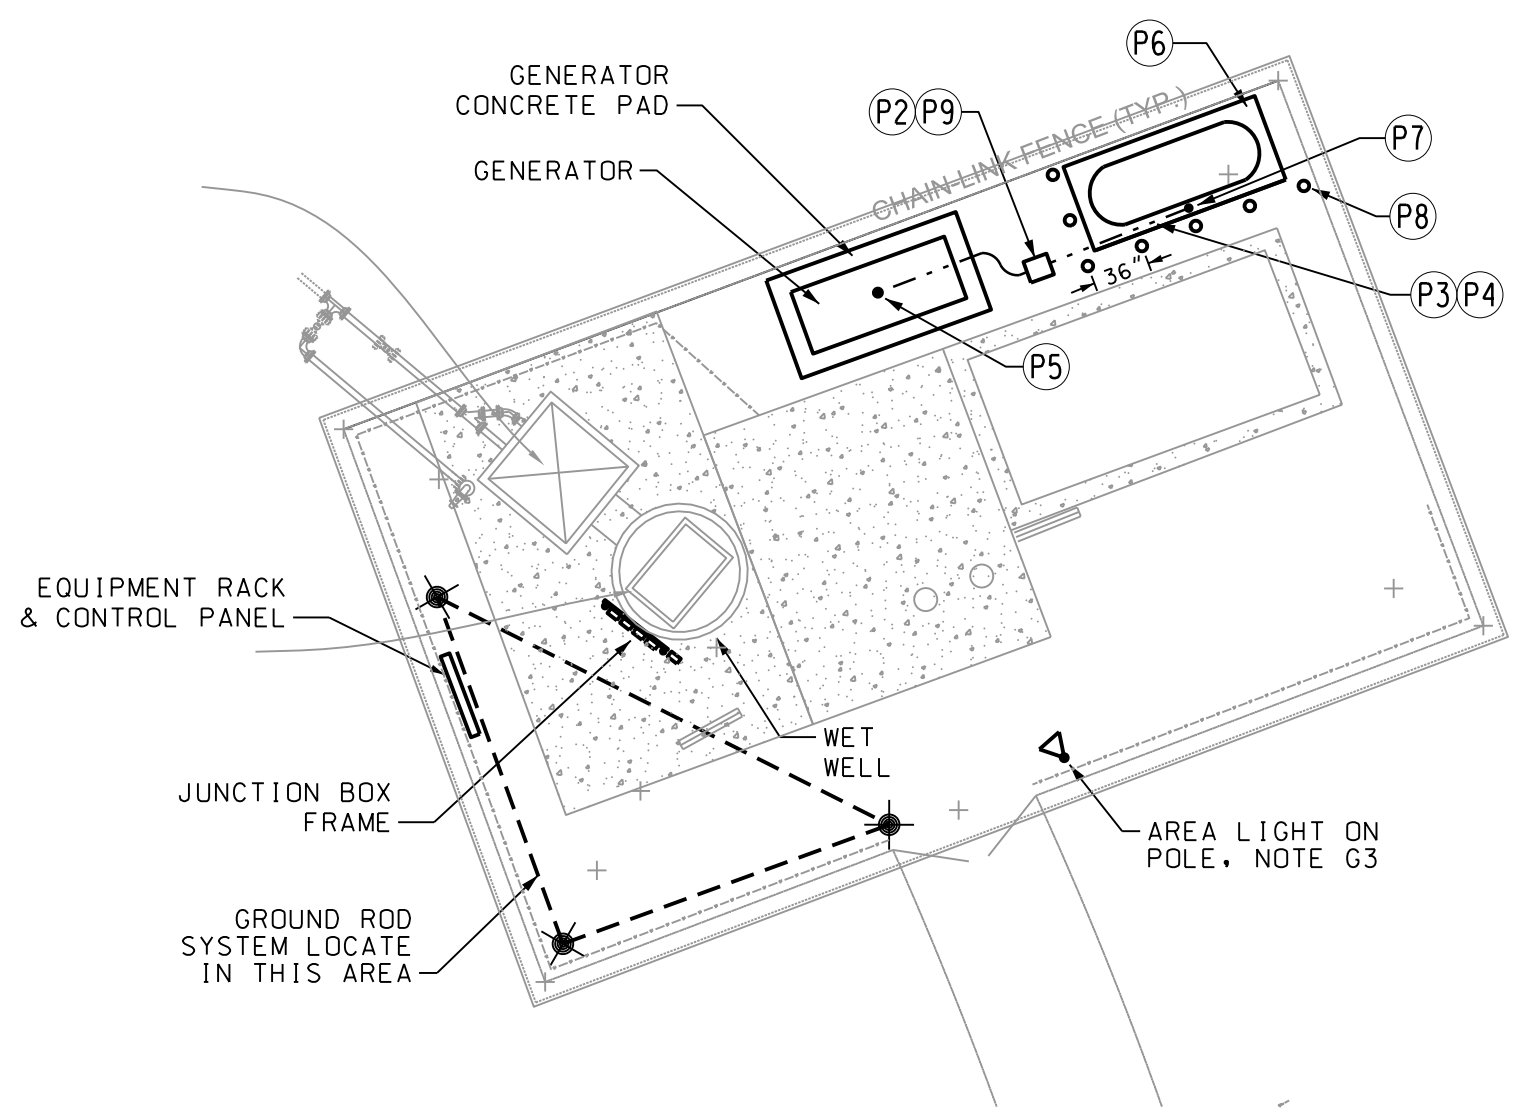 P6
GENERATOR
CONCRETE PAD
P2 P9
CHAIN-LINK FENCE (TYP.)
P7
GENERATOR
P8
36"
P3 P4
P5
EQUIPMENT RACK
& CONTROL PANEL
WET
WELL
JUNCTION BOX
FRAME
AREA LIGHT ON
POLE, NOTE G3
GROUND ROD
SYSTEM LOCATE
IN THIS AREA